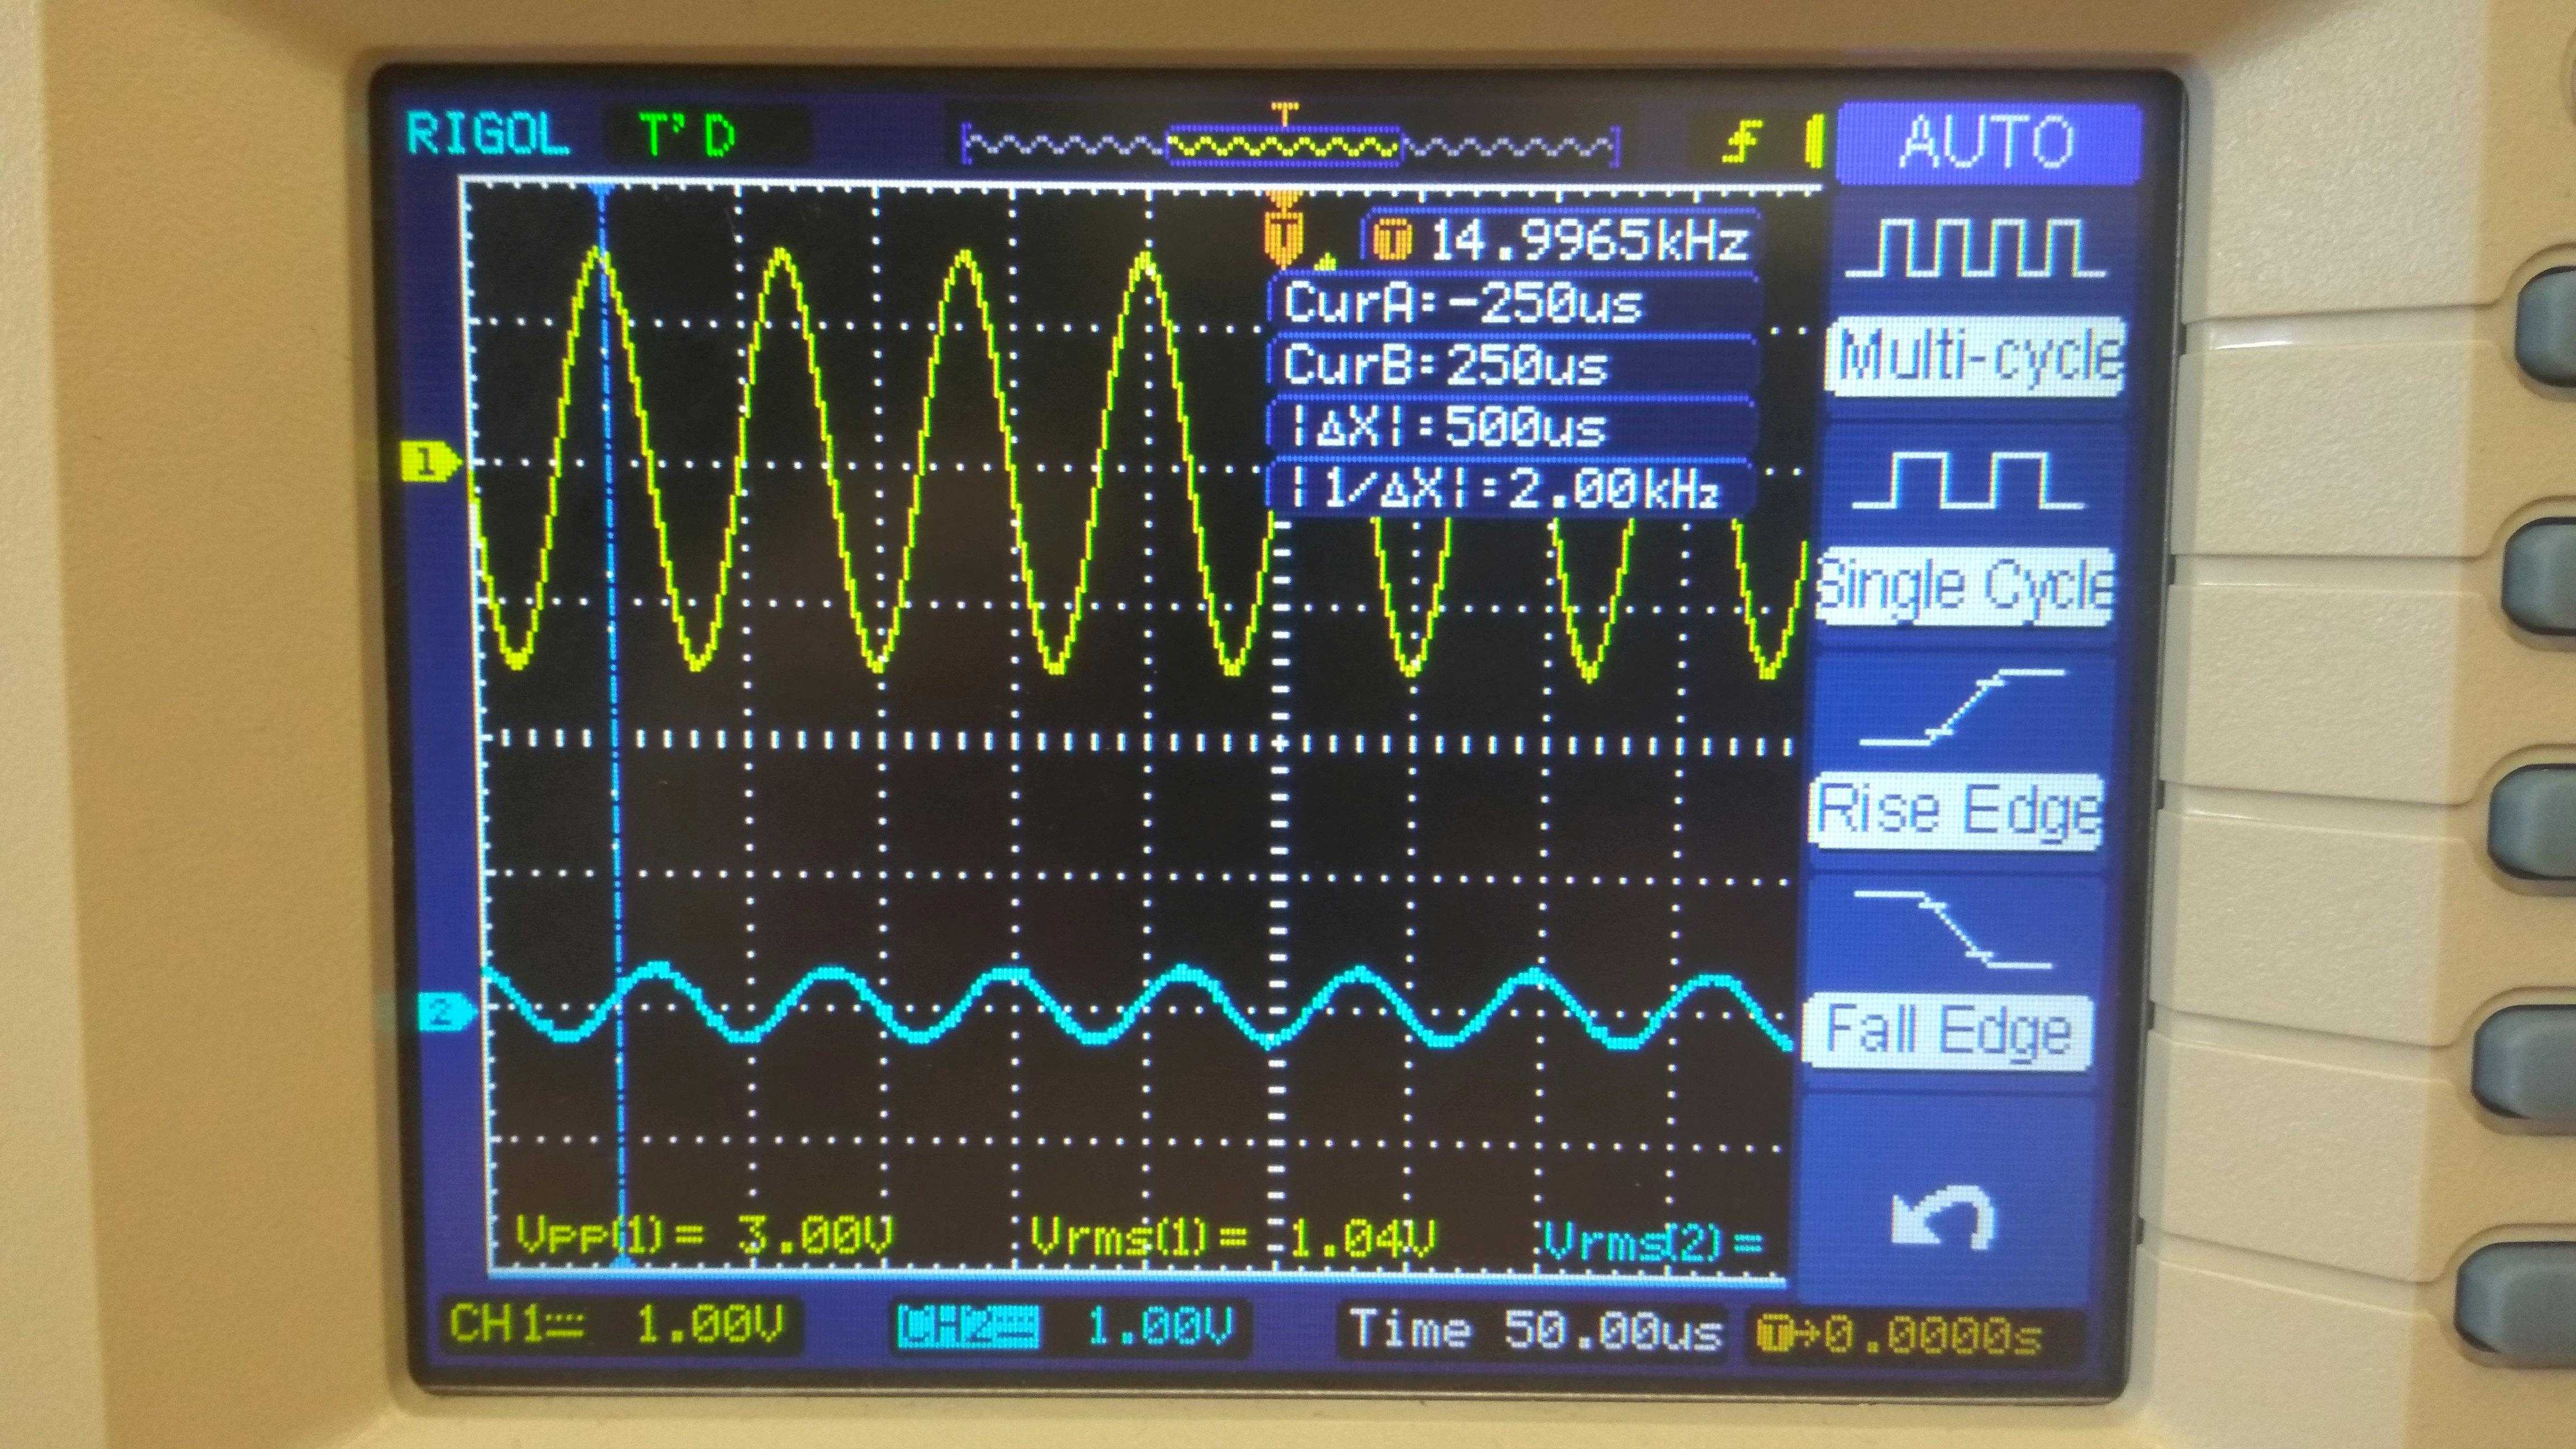 RIGOL T'D T AUTO
T 14.9965kHz
CurA:-250us
CurB:250us
|ΔX|:500us
|1/ΔX|:2.00kHz
Multi-cycle
Single Cycle
Rise Edge
Fall Edge
1
2
Vpp(1)= 3.00V Vrms(1)= 1.04V Vrms(2)=
CH1 1.00V CH2 1.00V Time 50.00us T→0.0000s